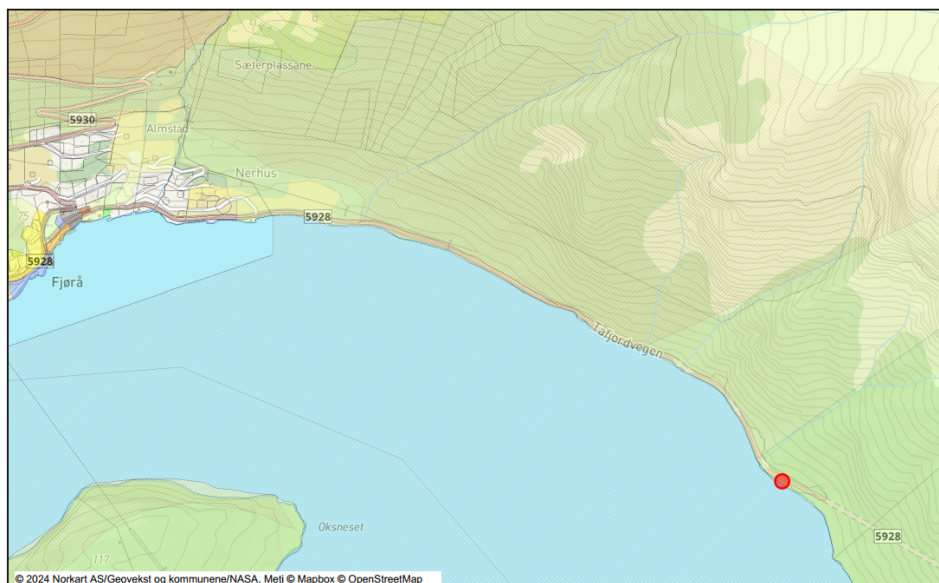 Sæterplassane
5930
Almstad
Nerhus
75
5928
5928
Fjørå
Tafjordvegen
Oksneset
5928
117
© 2024 Norkart AS/Geovekst og kommunene/NASA, Meti © Mapbox © OpenStreetMap